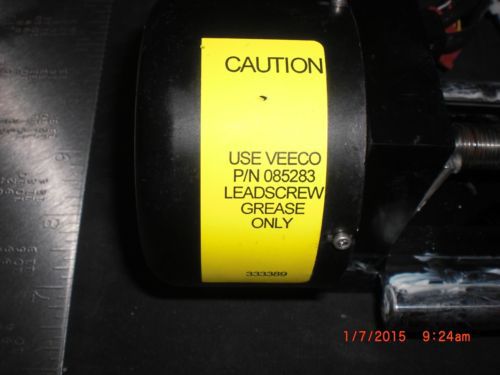 CAUTION
USE VEECO
P/N 085283
LEADSCREW
GREASE
ONLY
333389
1/7/2015 9:24am